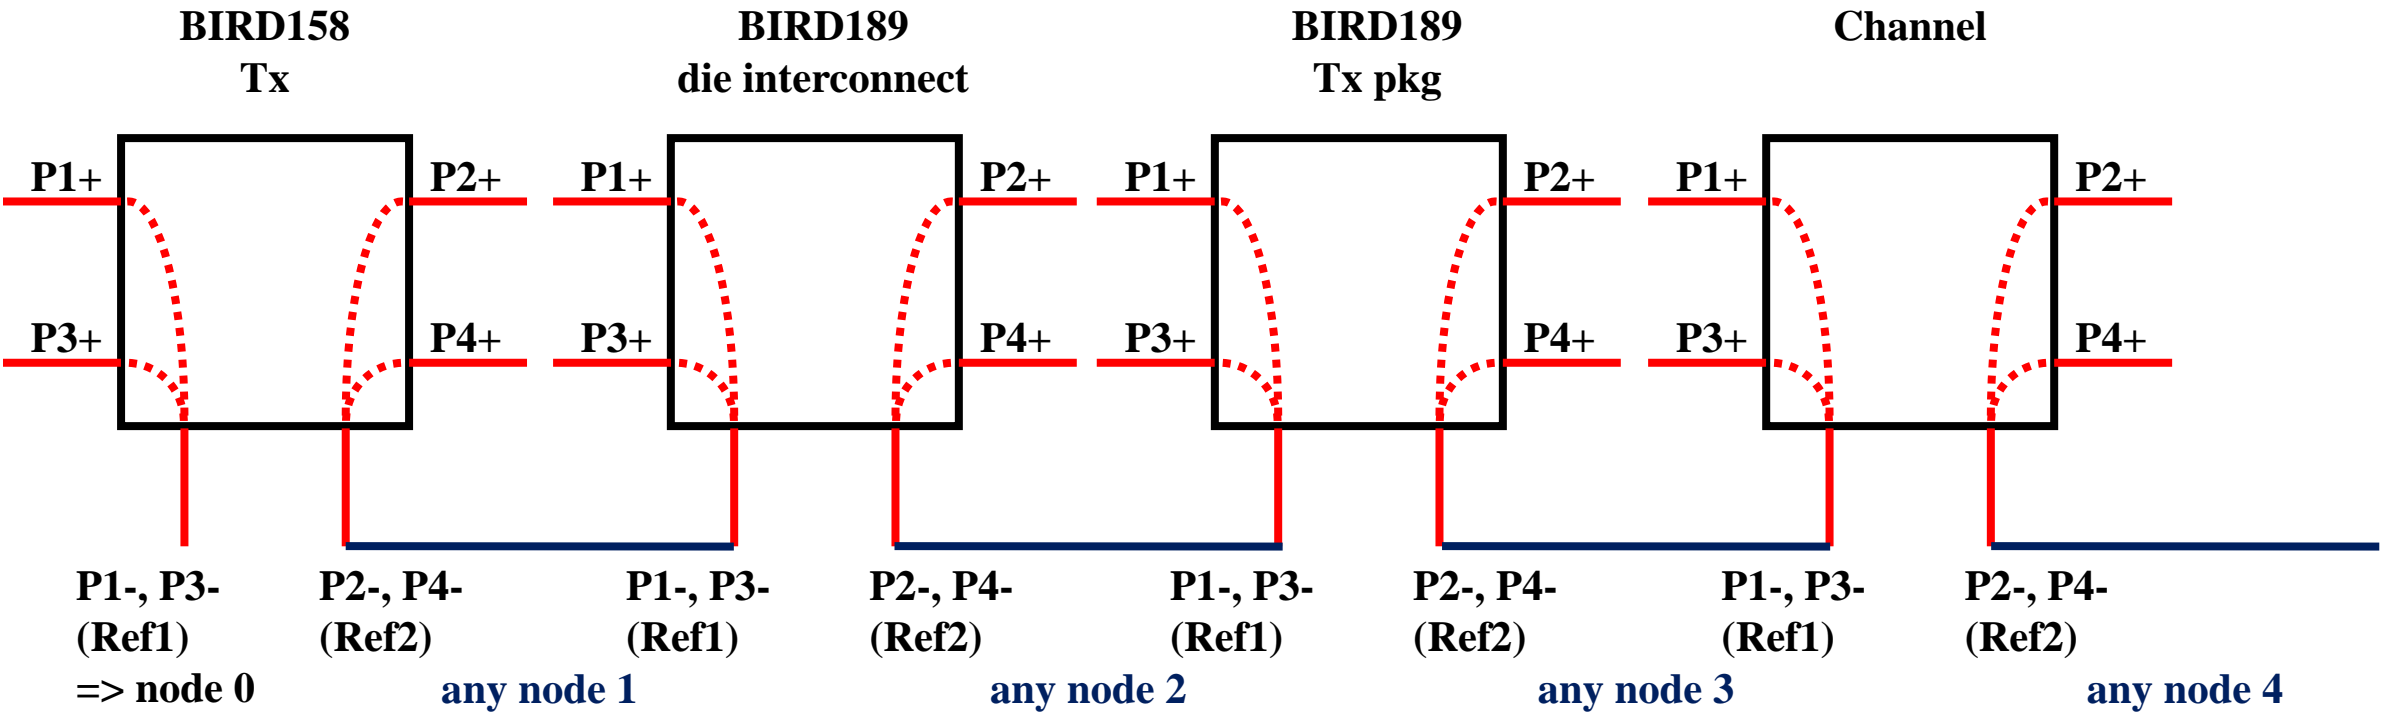 BIRD158
Tx
BIRD189
die interconnect
BIRD189
Tx pkg
Channel
P1+
P2+
P1+
P2+
P1+
P2+
P1+
P2+
P3+
P4+
P3+
P4+
P3+
P4+
P3+
P4+
P1-, P3-
(Ref1)
=> node 0
P2-, P4-
(Ref2)
any node 1
P1-, P3-
(Ref1)
P2-, P4-
(Ref2)
any node 2
P1-, P3-
(Ref1)
P2-, P4-
(Ref2)
any node 3
P1-, P3-
(Ref1)
P2-, P4-
(Ref2)
any node 4